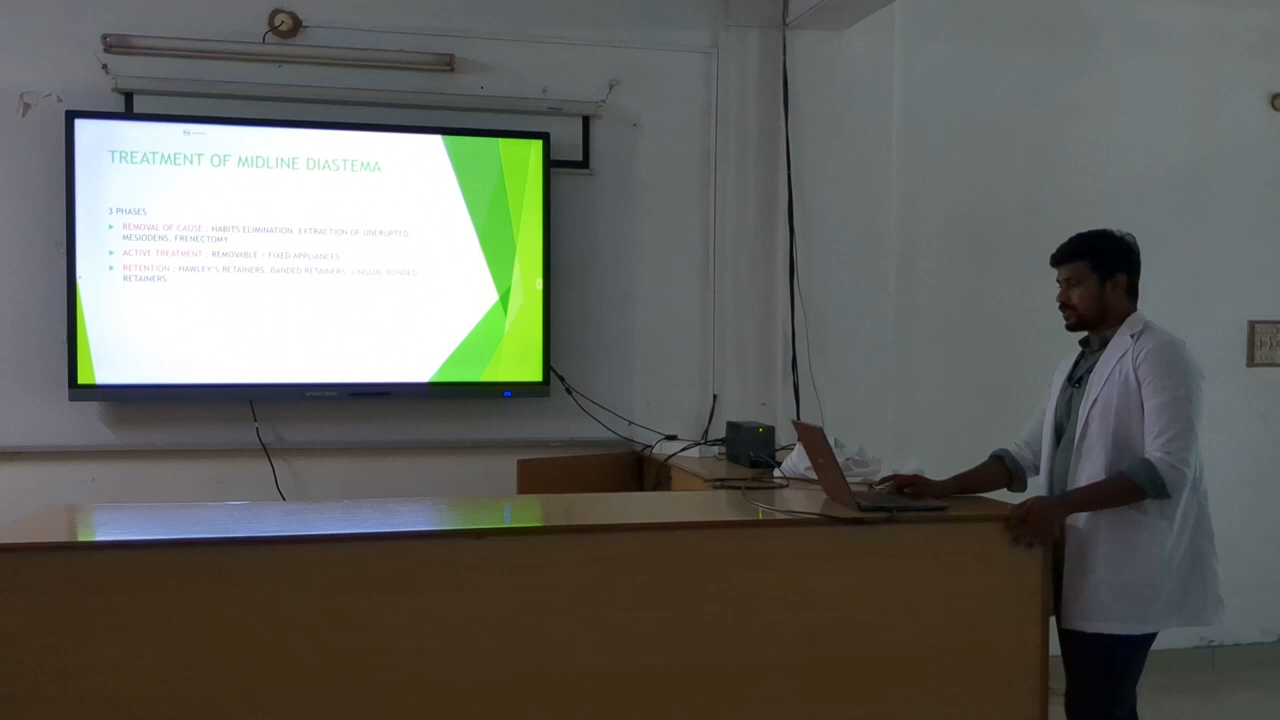 TREATMENT OF MIDLINE DIASTEMA
3 PHASES
REMOVAL OF CAUSE : HABITS ELIMINATION, EXTRACTION OF UNERUPTED
MESIODENS, FRENECTOMY
ACTIVE TREATMENT : REMOVABLE / FIXED APPLIANCES
RETENTION : HAWLEY'S RETAINERS, BANDED RETAINERS, LINGUAL BONDED
RETAINERS